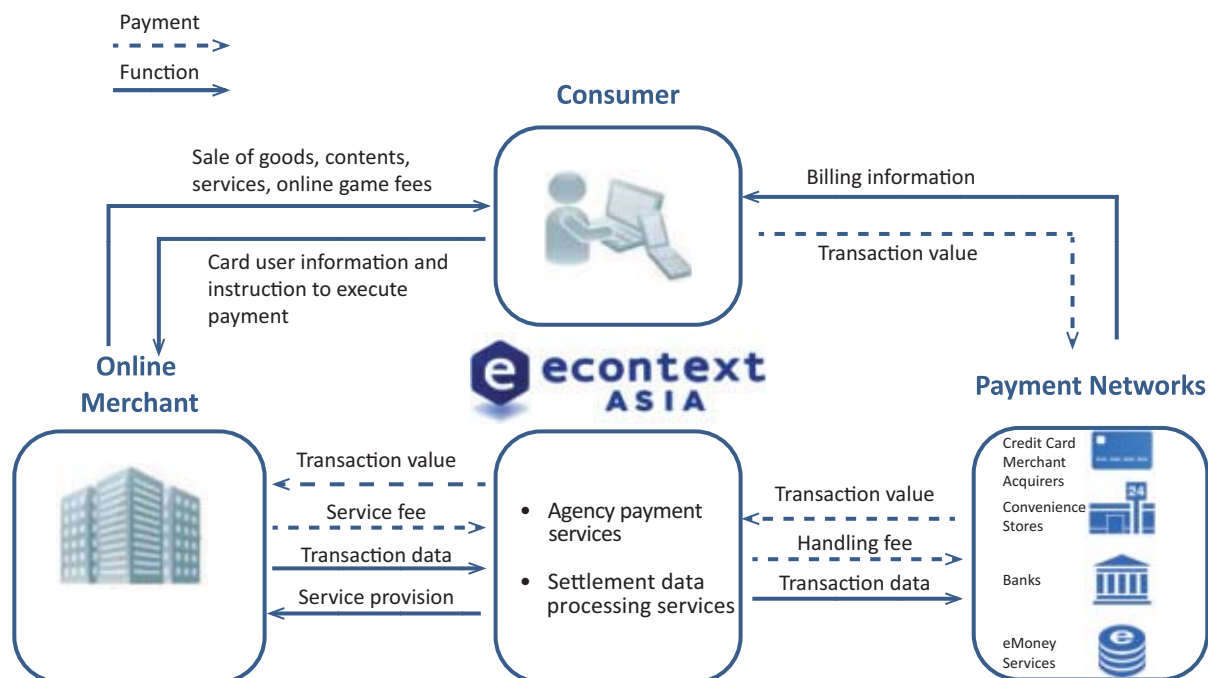 Payment
Function
Consumer
Sale of goods, contents,
services, online game fees
Billing information
Transaction value
Card user information and
instruction to execute
payment
e econtext
ASIA
Online
Merchant
Payment Networks
Transaction value
Service fee
Transaction data
Service provision
• Agency payment
services
• Settlement data
processing services
Transaction value
Handling fee
Transaction data
Credit Card
Merchant
Acquirers
24
Convenience
Stores
Banks
eMoney
Services
e